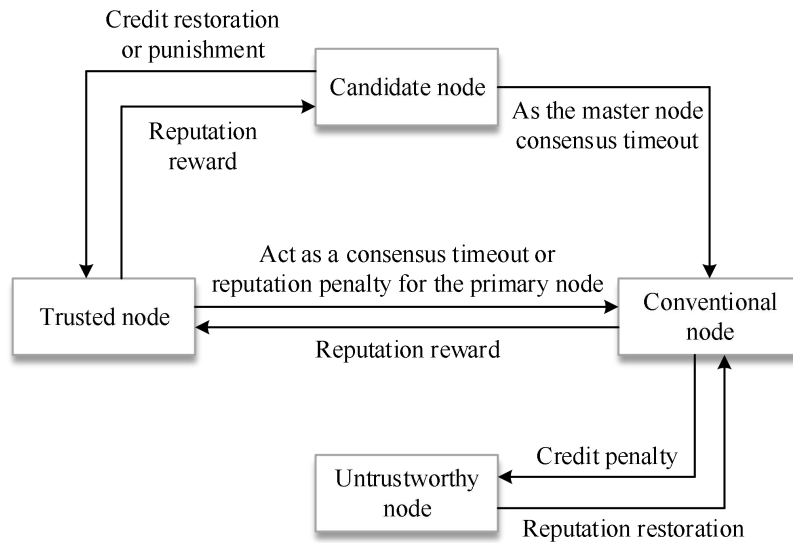 Credit restoration
or punishment
Candidate node
As the master node
consensus timeout
Reputation
reward
Act as a consensus timeout or
reputation penalty for the primary node
Trusted node
Conventional
node
Reputation reward
Credit penalty
Untrustworthy
node
Reputation restoration